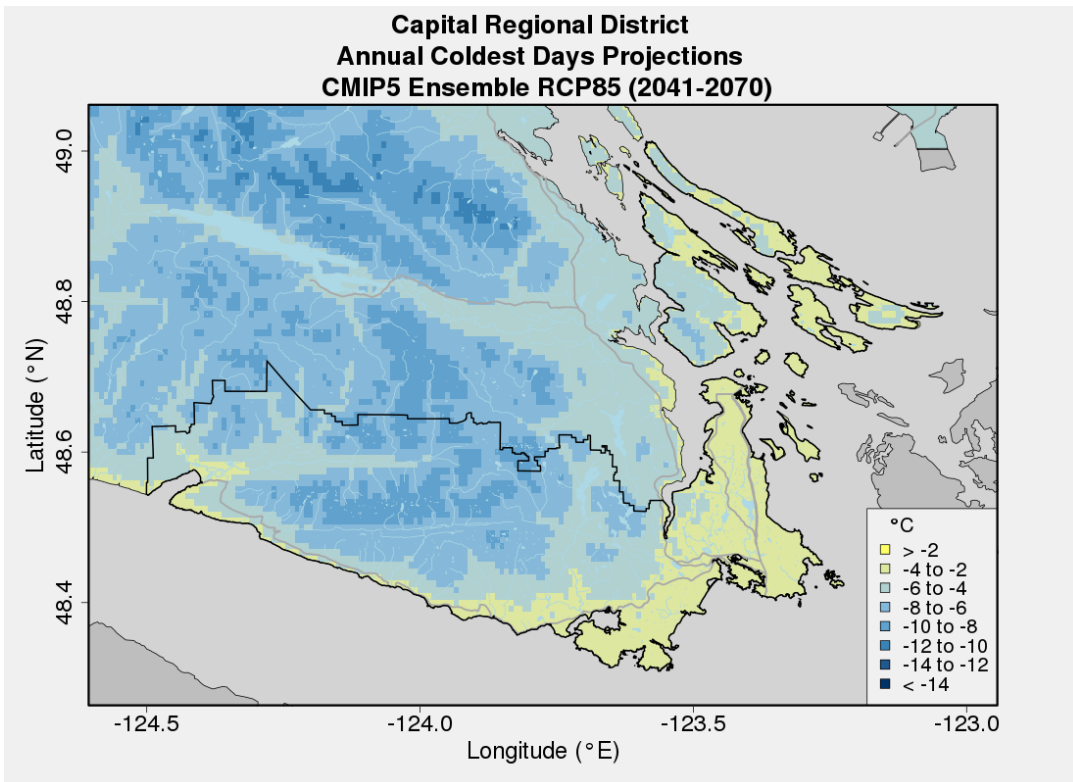 Capital Regional District
Annual Coldest Days Projections
CMIP5 Ensemble RCP85 (2041-2070)
49.0
48.8
48.6
48.4
Latitude (°N)
°C
> -2
-4 to -2
-6 to -4
-8 to -6
-10 to -8
-12 to -10
-14 to -12
< -14
-124.5
-124.0
-123.5
-123.0
Longitude (°E)